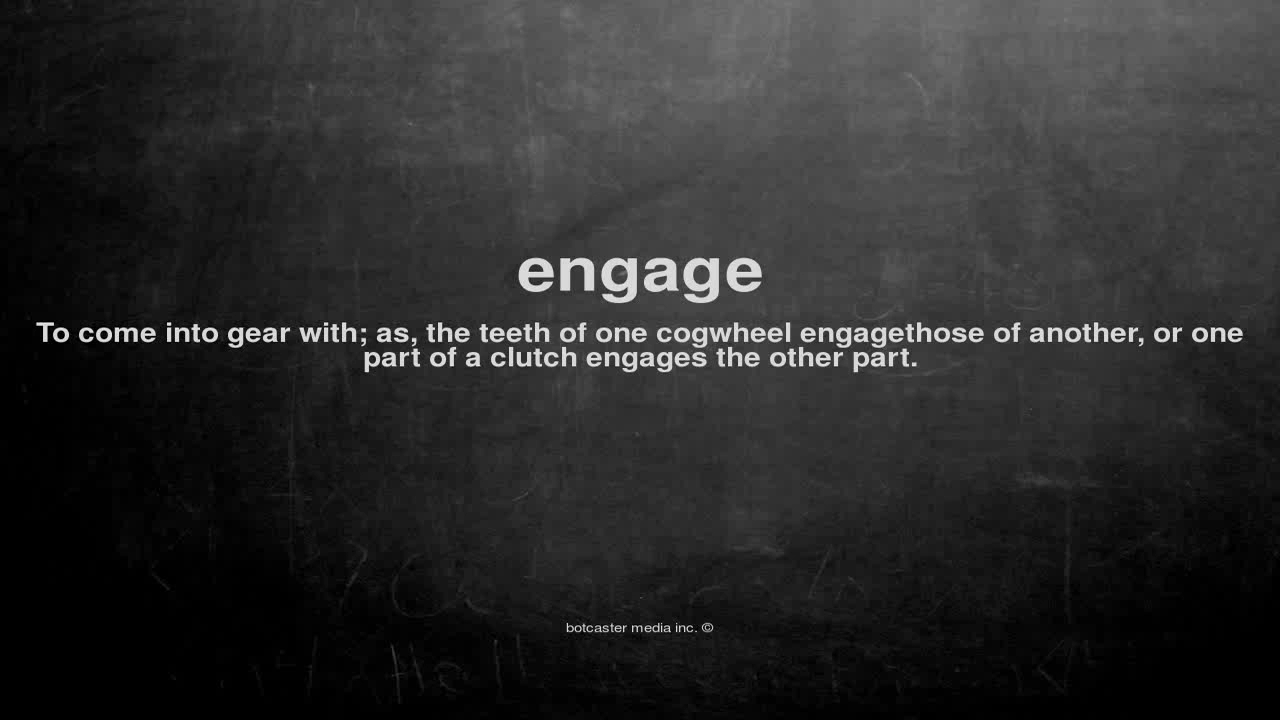 engage
To come into gear with; as, the teeth of one cogwheel engagethose of another, or one
part of a clutch engages the other part.
botcaster media inc. ©